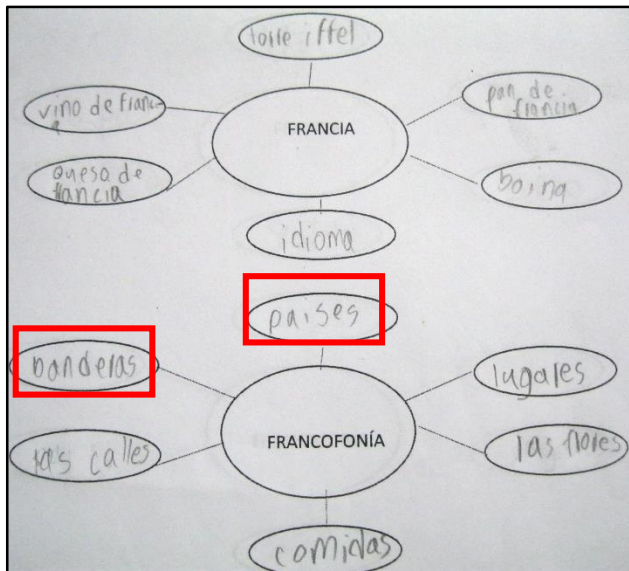 torre iffel
vino de franci
a
FRANCIA
pan de
francia
queso de
francia
boina
idioma
paises
banderas
lugares
FRANCOFONÍA
las calles
las flores
comidas